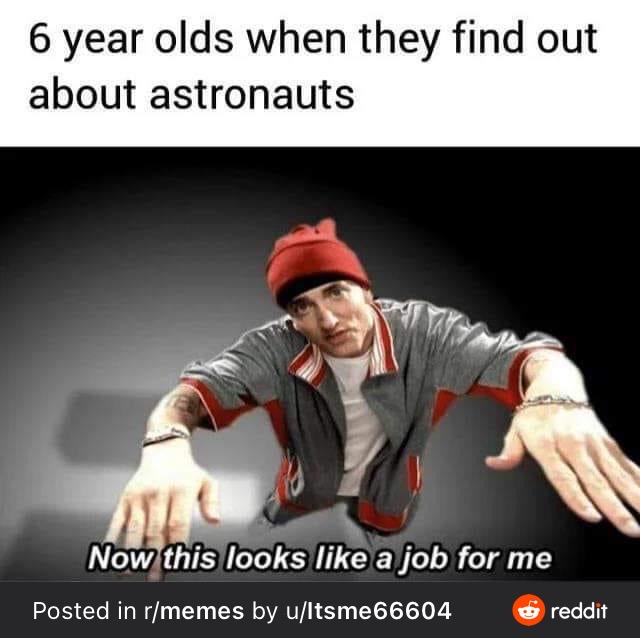 6 year olds when they find out
about astronauts
Now this looks like a job for me
Posted in r/memes by u/Itsme66604 reddit